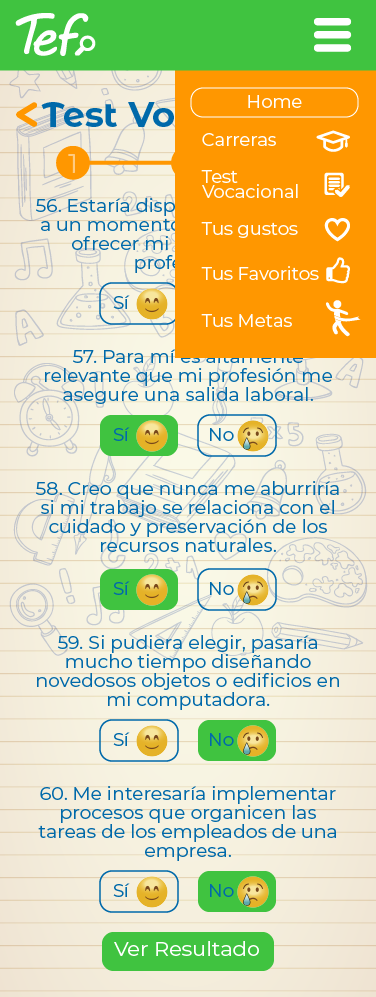 Tef
Home
Carreras
Test
Vocacional
Tus gustos
Tus Favoritos
Tus Metas
<Test Vo
1
56. Estaría disp
a un momento
ofrecer mi
profe
Sí
57. Para mí es altamente
relevante que mi profesión me
asegure una salida laboral.
Sí No
58. Creo que nunca me aburriría
si mi trabajo se relaciona con el
cuidado y preservación de los
recursos naturales.
Sí No
59. Si pudiera elegir, pasaría
mucho tiempo diseñando
novedosos objetos o edificios en
mi computadora.
Sí No
60. Me interesaría implementar
procesos que organicen las
tareas de los empleados de una
empresa.
Sí No
Ver Resultado